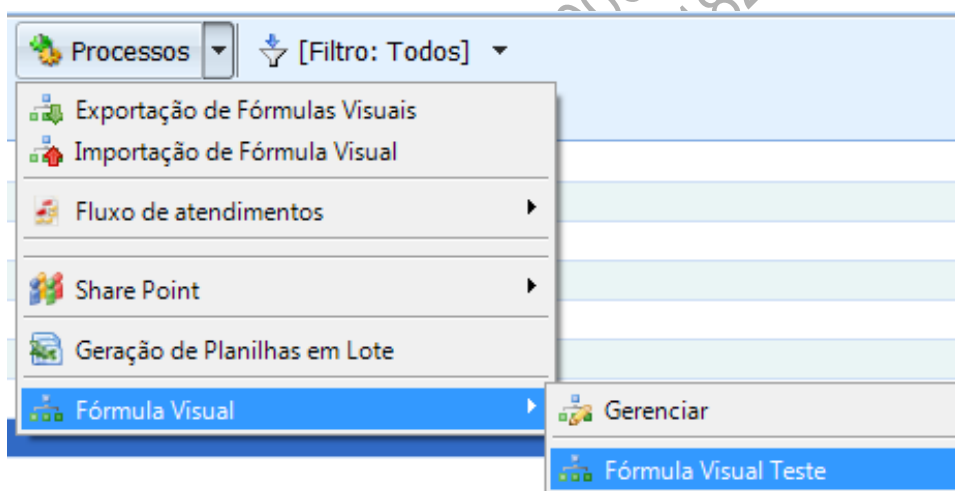 Processos [Filtro: Todos]
Exportação de Fórmulas Visuais
Importação de Fórmula Visual
Fluxo de atendimentos
Share Point
Geração de Planilhas em Lote
Fórmula Visual
Gerenciar
Fórmula Visual Teste